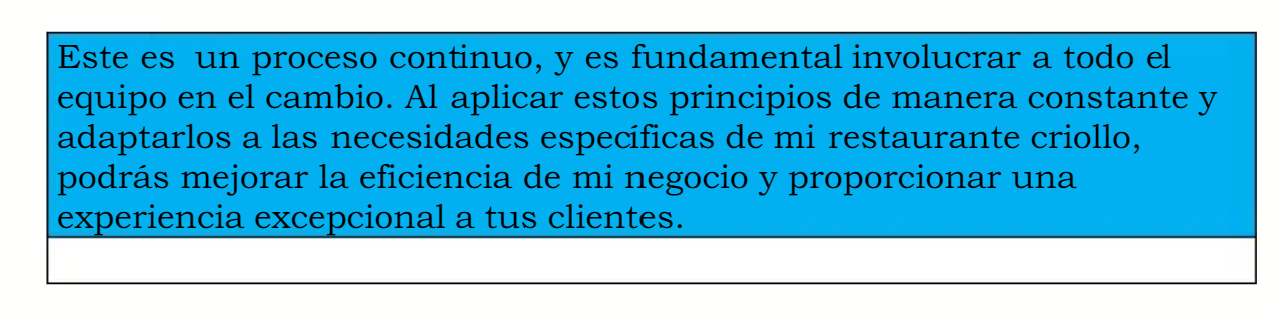 Este es  un proceso continuo, y es fundamental involucrar a todo el
equipo en el cambio. Al aplicar estos principios de manera constante y
adaptarlos a las necesidades específicas de mi restaurante criollo,
podrás mejorar la eficiencia de mi negocio y proporcionar una
experiencia excepcional a tus clientes.